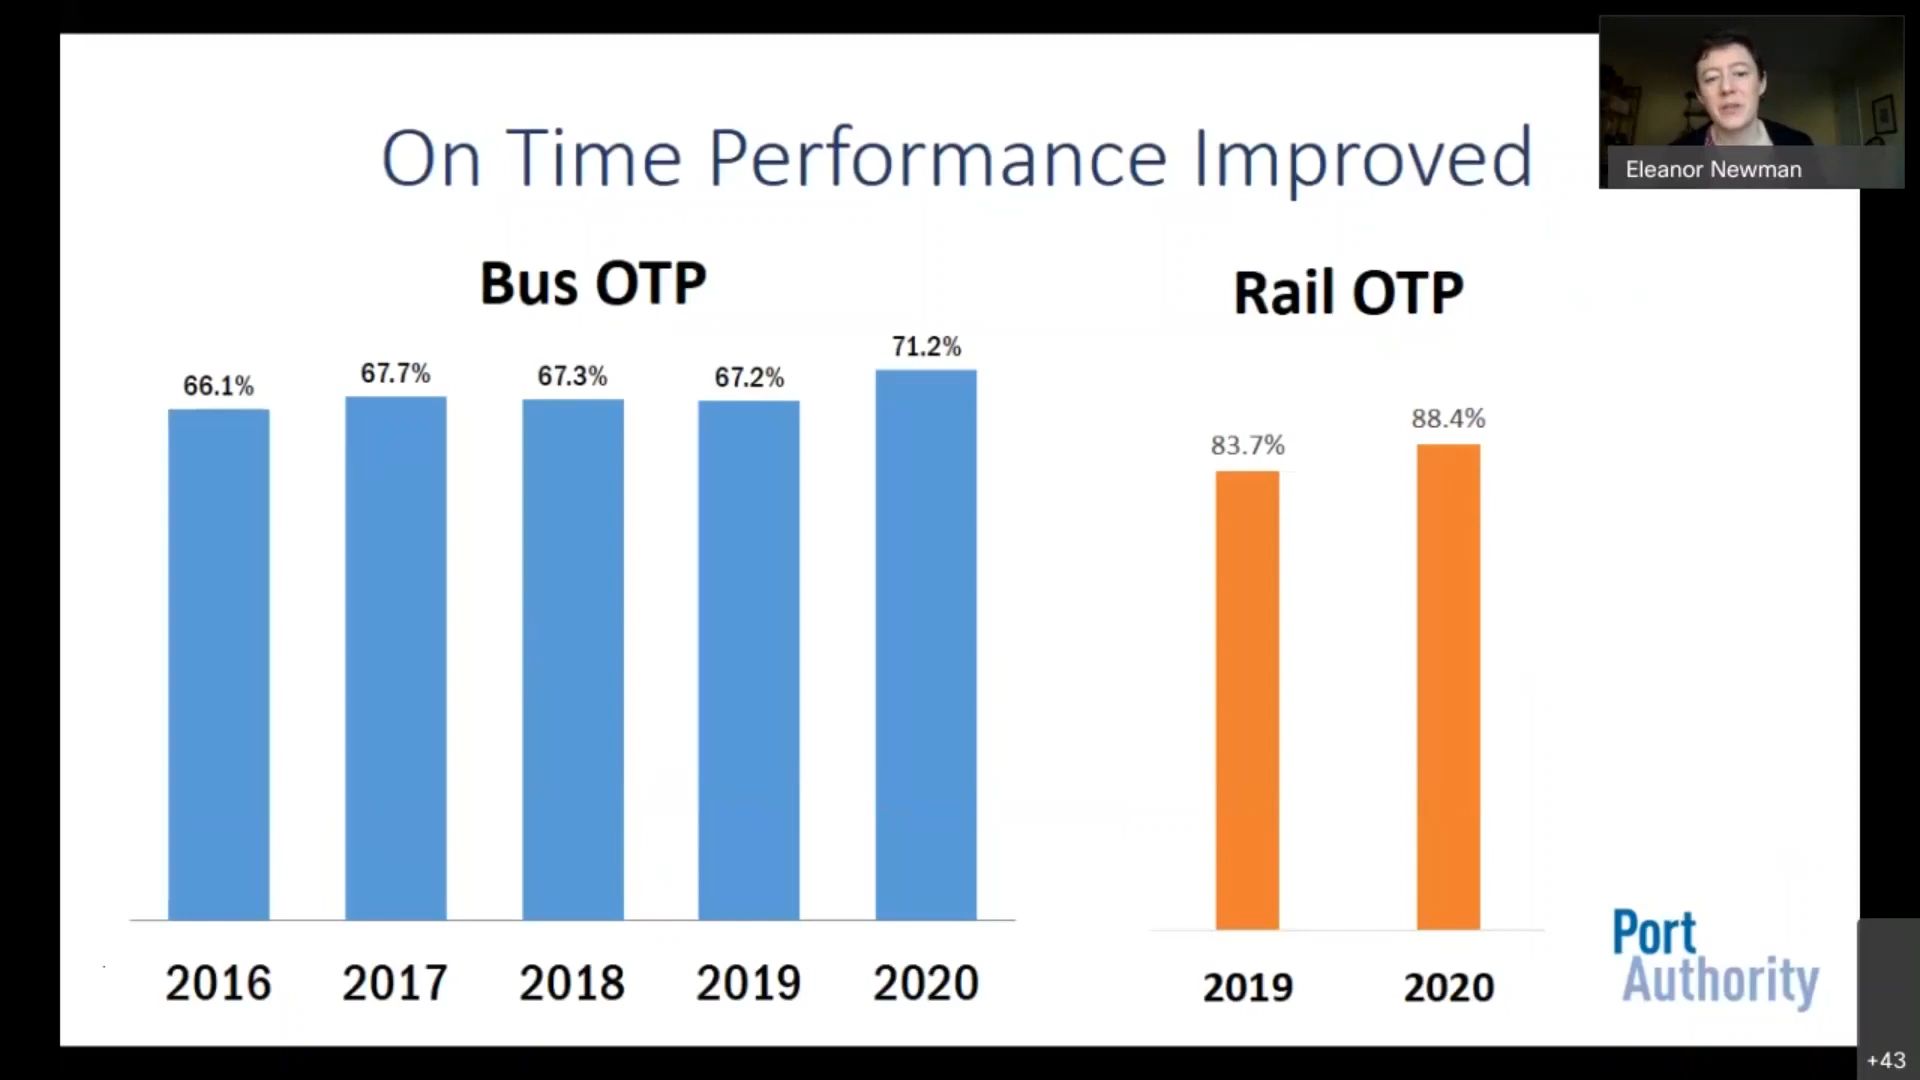 On Time Performance Improved
Eleanor Newman
Bus OTP
66.1%
67.7%
67.3%
67.2%
71.2%
2016
2017
2018
2019
2020
Rail OTP
83.7%
88.4%
2019
2020
Port
Authority
+43